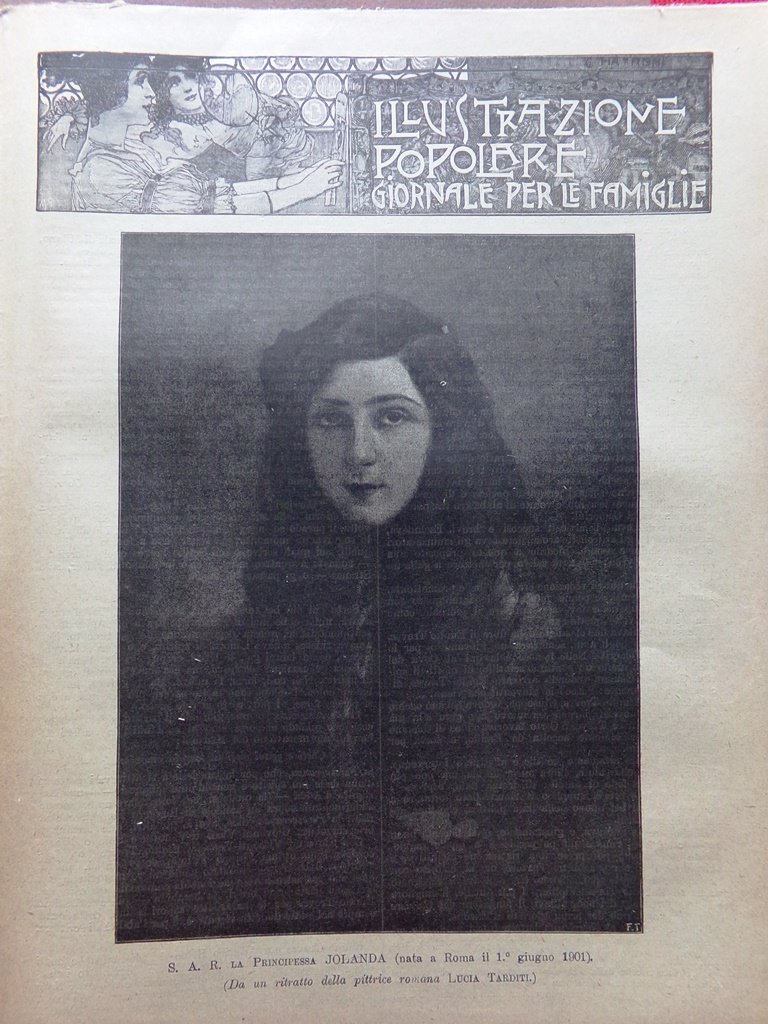 ILLUSTRAZIONE
POPOLARE
GIORNALE PER LE FAMIGLIE
F.T
S. A. R. LA PRINCIPESSA JOLANDA (nata a Roma il 1.° giugno 1901).
(Da un ritratto della pittrice romana LUCIA TARDITI.)